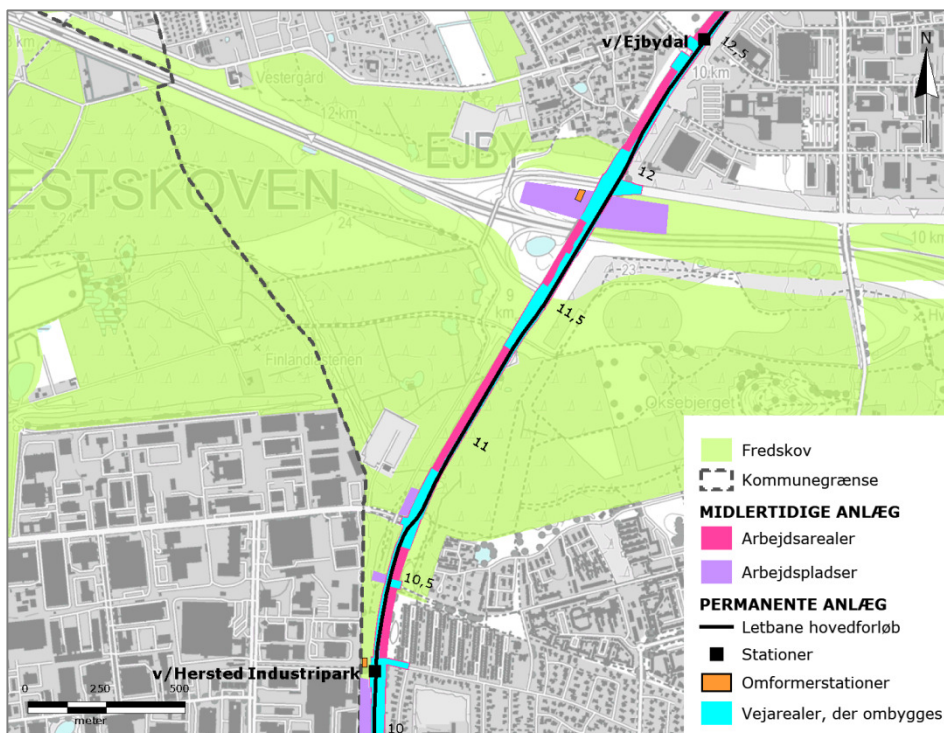 v/Ejbydal
12,5
N
km
Vestergård
10 km
12 km
23
EJBY
12
ESTSKOVEN
24
23
10 km
9
km
11,5
Finlandsstenen
Oksebjerget
11
10,5
v/Hersted Industripark
0 250 500
meter
10
Fredskov
Kommunegrænse
MIDLERTIDIGE ANLÆG
Arbejdsarealer
Arbejdspladser
PERMANENTE ANLÆG
Letbane hovedforløb
Stationer
Omformerstationer
Vejarealer, der ombygges